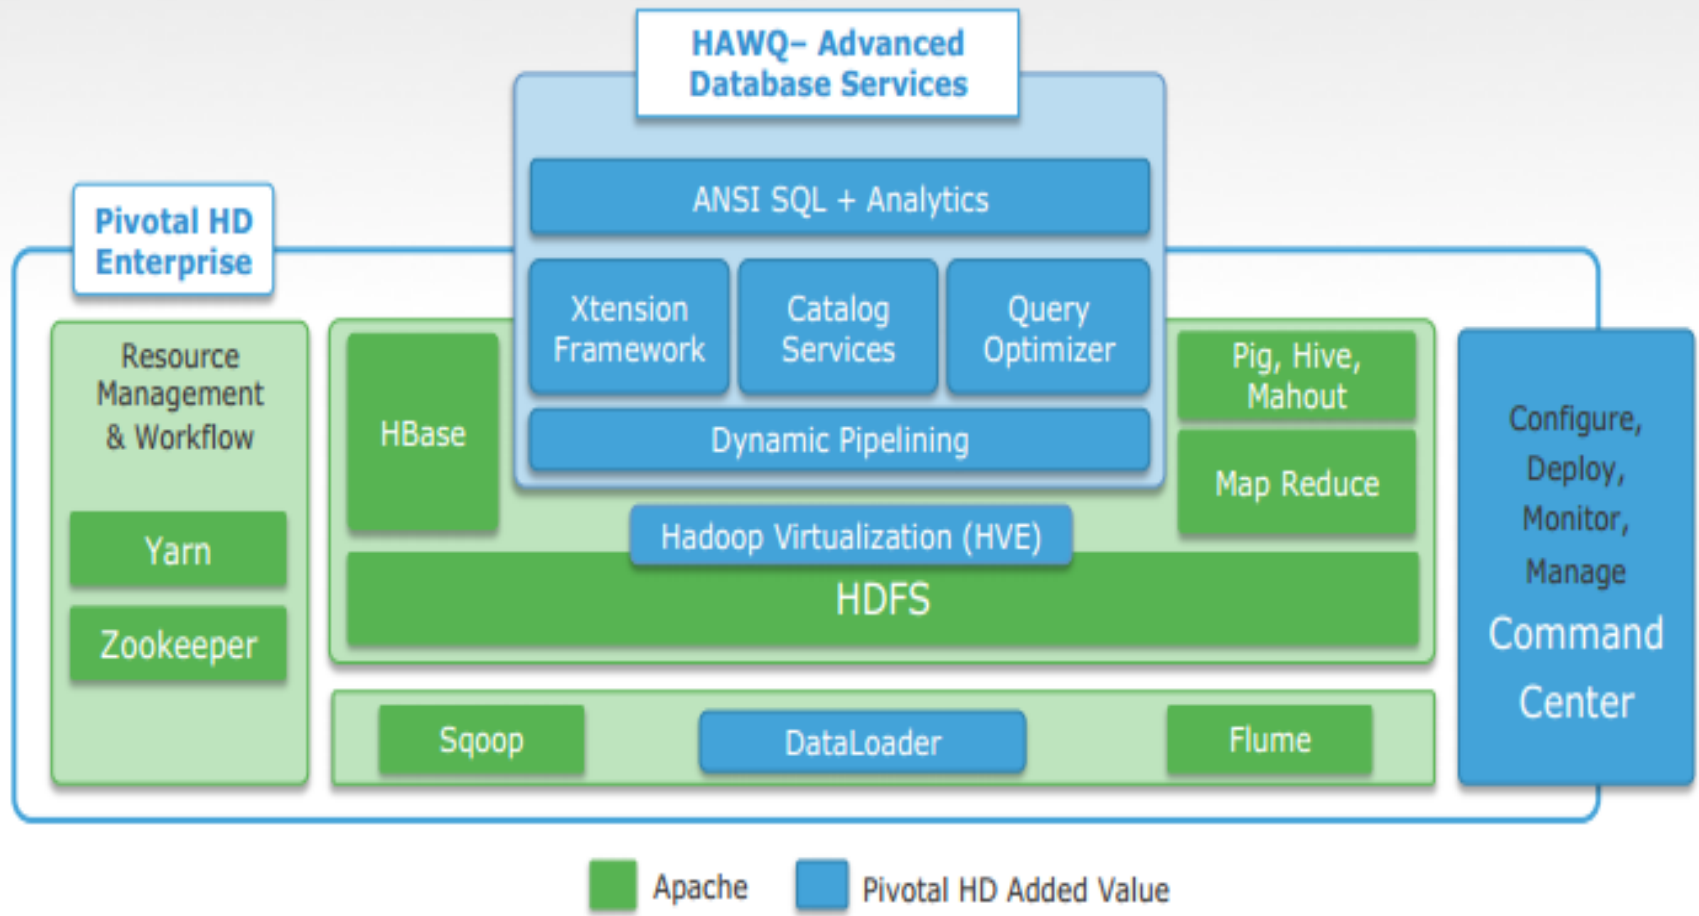 HAWQ– Advanced
Database Services
ANSI SQL + Analytics
Pivotal HD
Enterprise
Xtension
Framework
Catalog
Services
Query
Optimizer
Dynamic Pipelining
Resource
Management
& Workflow
Yarn
Zookeeper
HBase
Pig, Hive,
Mahout
Map Reduce
Hadoop Virtualization (HVE)
HDFS
Sqoop
DataLoader
Flume
Configure,
Deploy,
Monitor,
Manage
Command
Center
Apache
Pivotal HD Added Value